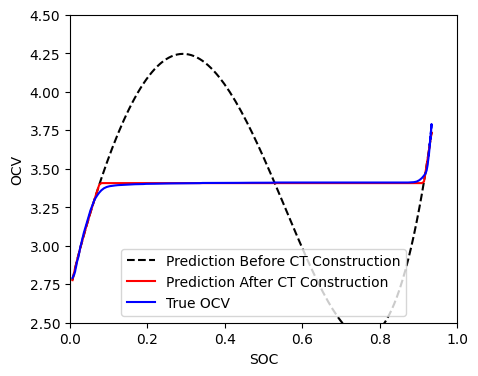 4.50
4.25
4.00
3.75
3.50
3.25
3.00
2.75
2.50
OCV
Prediction Before CT Construction
Prediction After CT Construction
True OCV
0.0 0.2 0.4 0.6 0.8 1.0
SOC